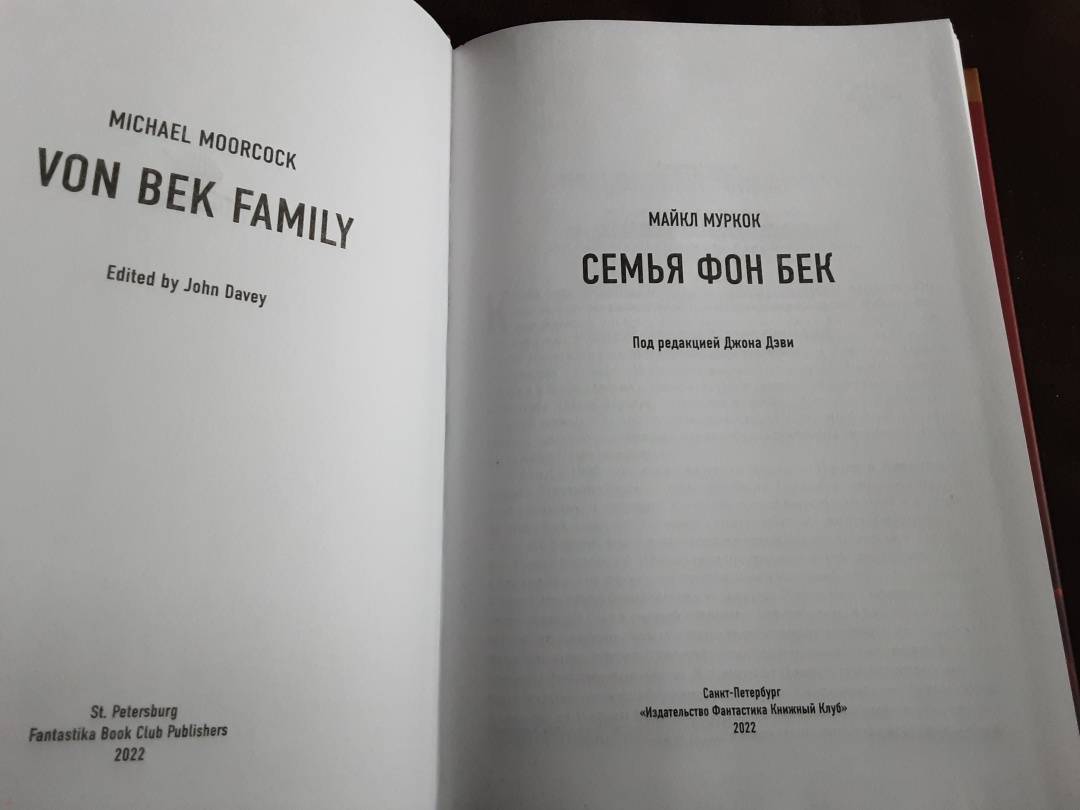 MICHAEL MOORCOCK
VON BEK FAMILY
Edited by John Davey
St. Petersburg
Fantastika Book Club Publishers
2022
МАЙКЛ МУРКОК
СЕМЬЯ ФОН БЕК
Под редакцией Джона Дэви
Санкт-Петербург
«Издательство Фантастика Книжный Клуб»
2022